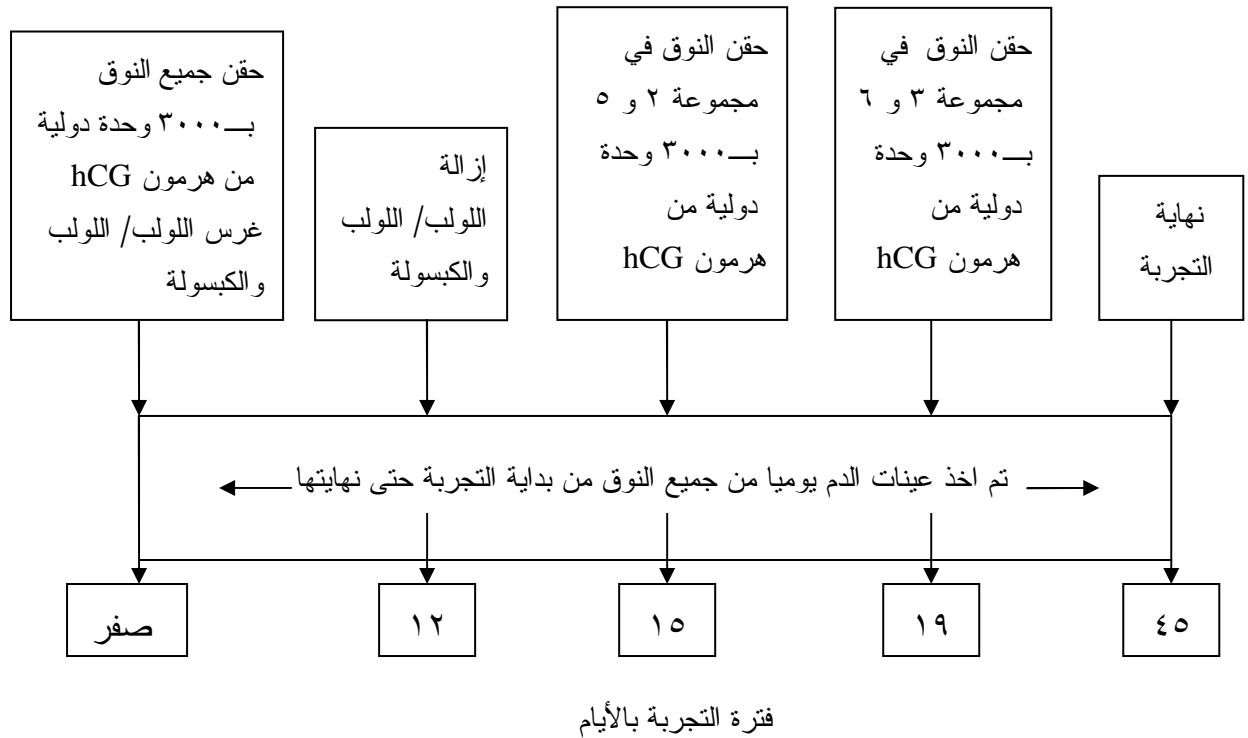 حقن جميع النوق
بـــ٣٠٠٠ وحدة دولية
من هرمون hCG
غرس اللولب/ اللولب
والكبسولة
إزالة
اللولب/ اللولب
والكبسولة
حقن النوق في
مجموعة ٢ و ٥
بـــ٣٠٠٠ وحدة
دولية من
هرمون hCG
حقن النوق في
مجموعة ٣ و ٦
بـــ٣٠٠٠ وحدة
دولية من
هرمون hCG
نهاية
التجربة
تم اخذ عينات الدم يوميا من جميع النوق من بداية التجربة حتى نهايتها
صفر
١٢
١٥
١٩
٤٥
فترة التجربة بالأيام